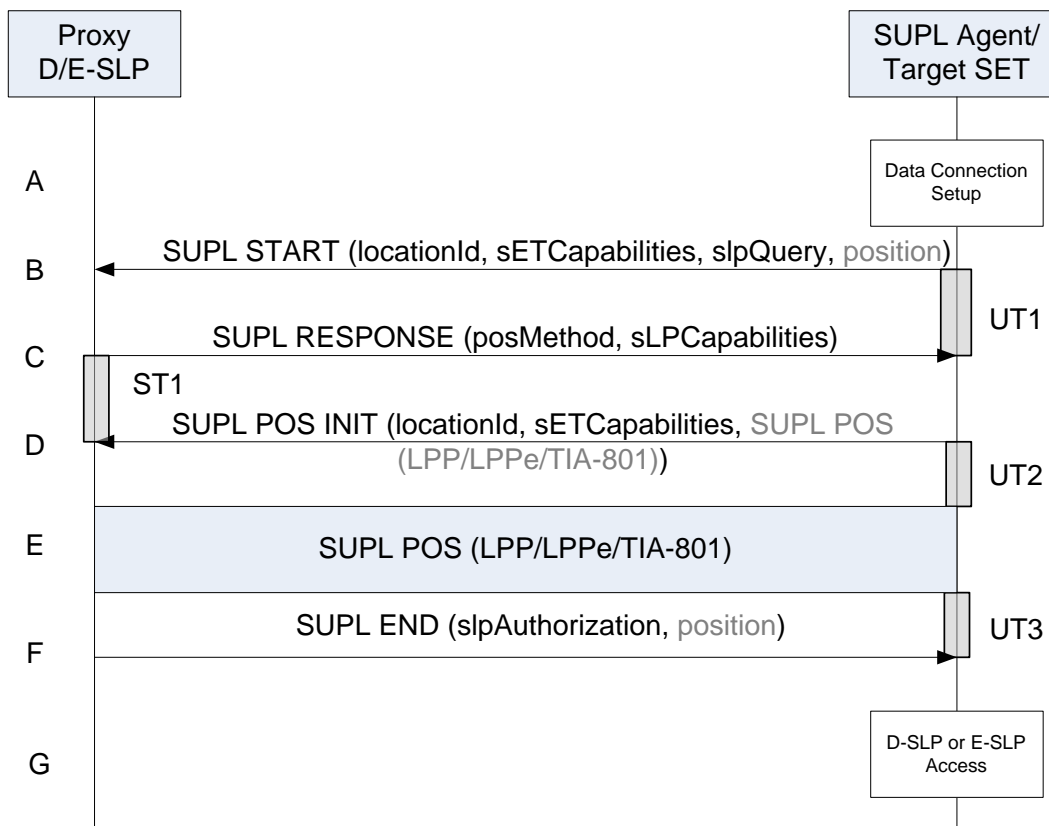 Proxy
D/E-SLP
SUPL Agent/
Target SET
A
Data Connection
Setup
B
SUPL START (locationId, sETCapabilities, slpQuery, position)
UT1
C
SUPL RESPONSE (posMethod, sLPCapabilities)
ST1
D
SUPL POS INIT (locationId, sETCapabilities, SUPL POS
(LPP/LPPe/TIA-801))
UT2
E
SUPL POS (LPP/LPPe/TIA-801)
F
SUPL END (slpAuthorization, position)
UT3
G
D-SLP or E-SLP
Access